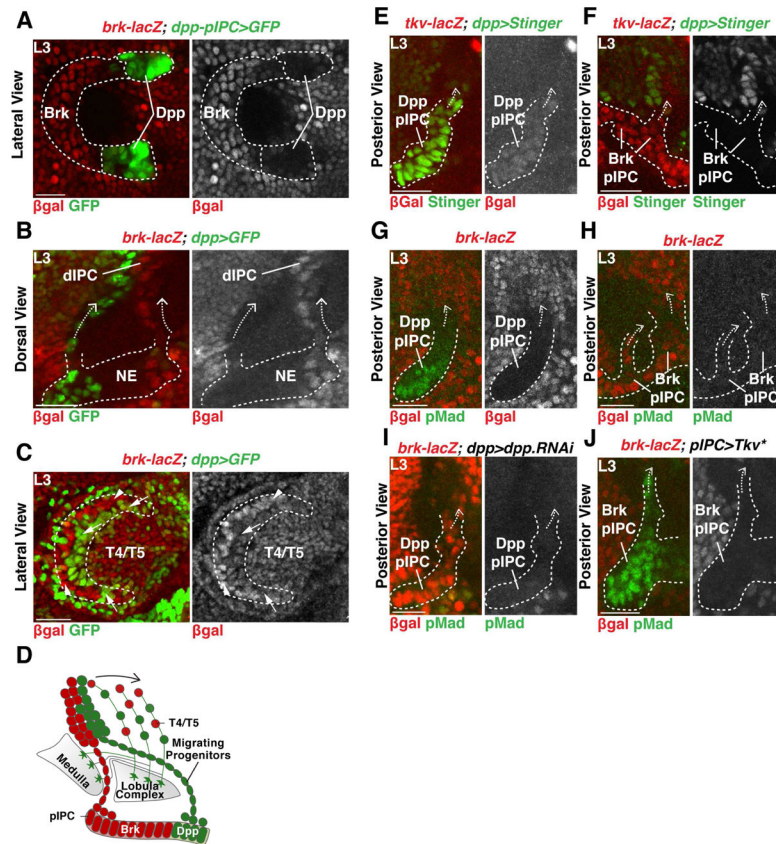 A
brk-lacZ; dpp-pIPC>GFP
Lateral View
L3
Brk
Dpp
βgal GFP
βgal
B
brk-lacZ; dpp>GFP
Dorsal View
L3
dIPC
NE
βgal GFP
βgal
C
brk-lacZ; dpp>GFP
Lateral View
L3
T4/T5
T4/T5
βgal GFP
βgal
D
T4/T5
Migrating
Progenitors
Medulla
Lobula
Complex
pIPC
Brk
Dpp
E
tkv-lacZ; dpp>Stinger
Posterior View
L3
Dpp
pIPC
Dpp
pIPC
βGal Stinger
βgal
F
tkv-lacZ; dpp>Stinger
Posterior View
L3
Brk
pIPC
Brk
pIPC
βgal Stinger
Stinger
G
brk-lacZ
Posterior View
L3
Dpp
pIPC
Dpp
pIPC
βgal pMad
βgal
H
brk-lacZ
Posterior View
L3
Brk
pIPC
Brk
pIPC
βgal pMad
pMad
I
brk-lacZ; dpp>dpp.RNAi
Posterior View
L3
Dpp
pIPC
Dpp
pIPC
βgal pMad
pMad
J
brk-lacZ; pIPC>Tkv*
Posterior View
L3
Brk
pIPC
Brk
pIPC
βgal pMad
pMad